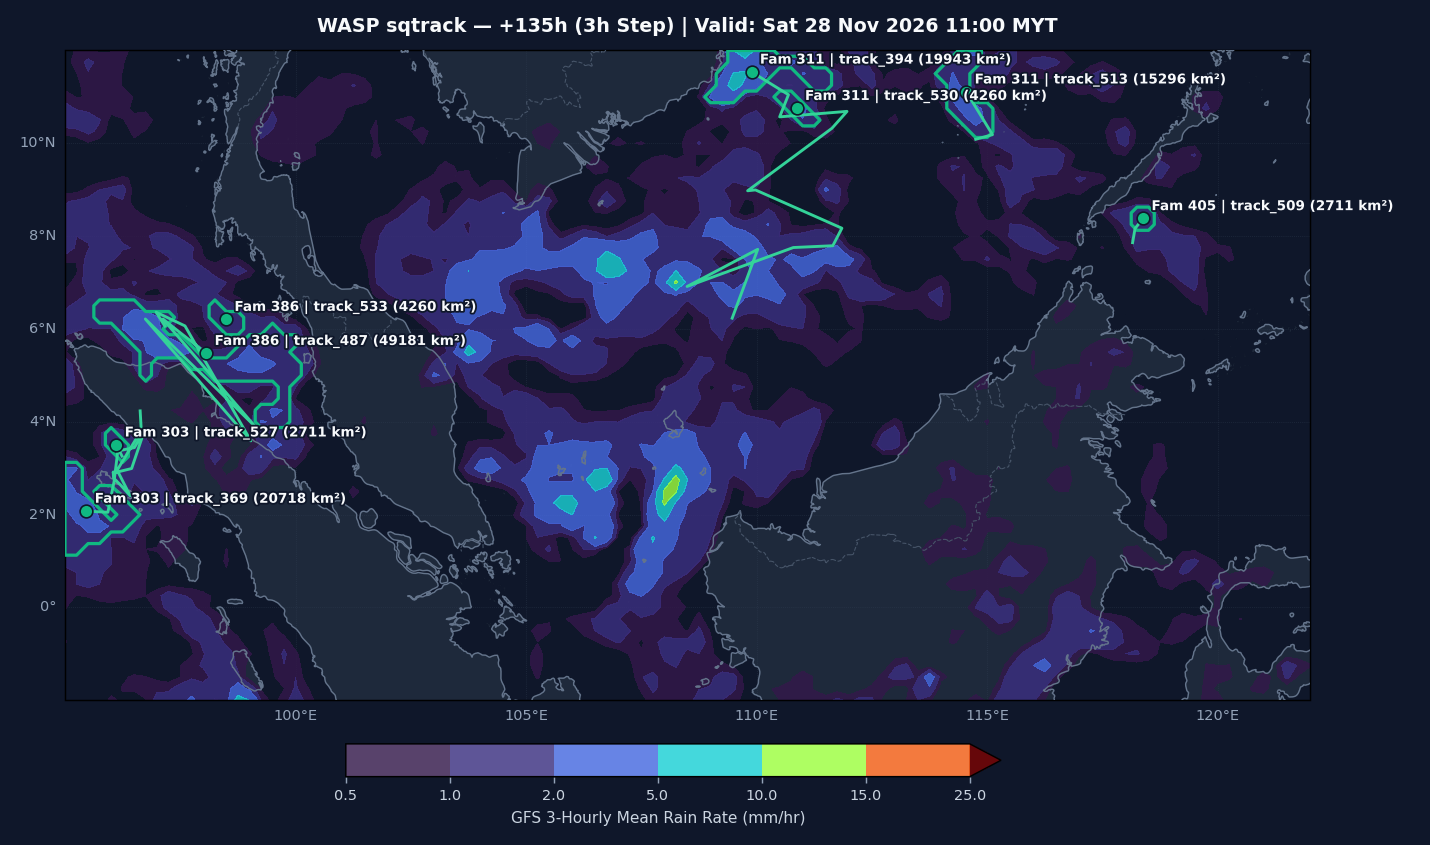 WASP sqtrack — +135h (3h Step) | Valid: Sat 28 Nov 2026 11:00 MYT
Fam 311 | track_394 (19943 km²)
Fam 311 | track_513 (15296 km²)
Fam 311 | track_530 (4260 km²)
10°N
Fam 405 | track_509 (2711 km²)
8°N
Fam 386 | track_533 (4260 km²)
6°N
Fam 386 | track_487 (49181 km²)
4°N
Fam 303 | track_527 (2711 km²)
Fam 303 | track_369 (20718 km²)
2°N
0°
100°E 105°E 110°E 115°E 120°E
0.5 1.0 2.0 5.0 10.0 15.0 25.0
GFS 3-Hourly Mean Rain Rate (mm/hr)